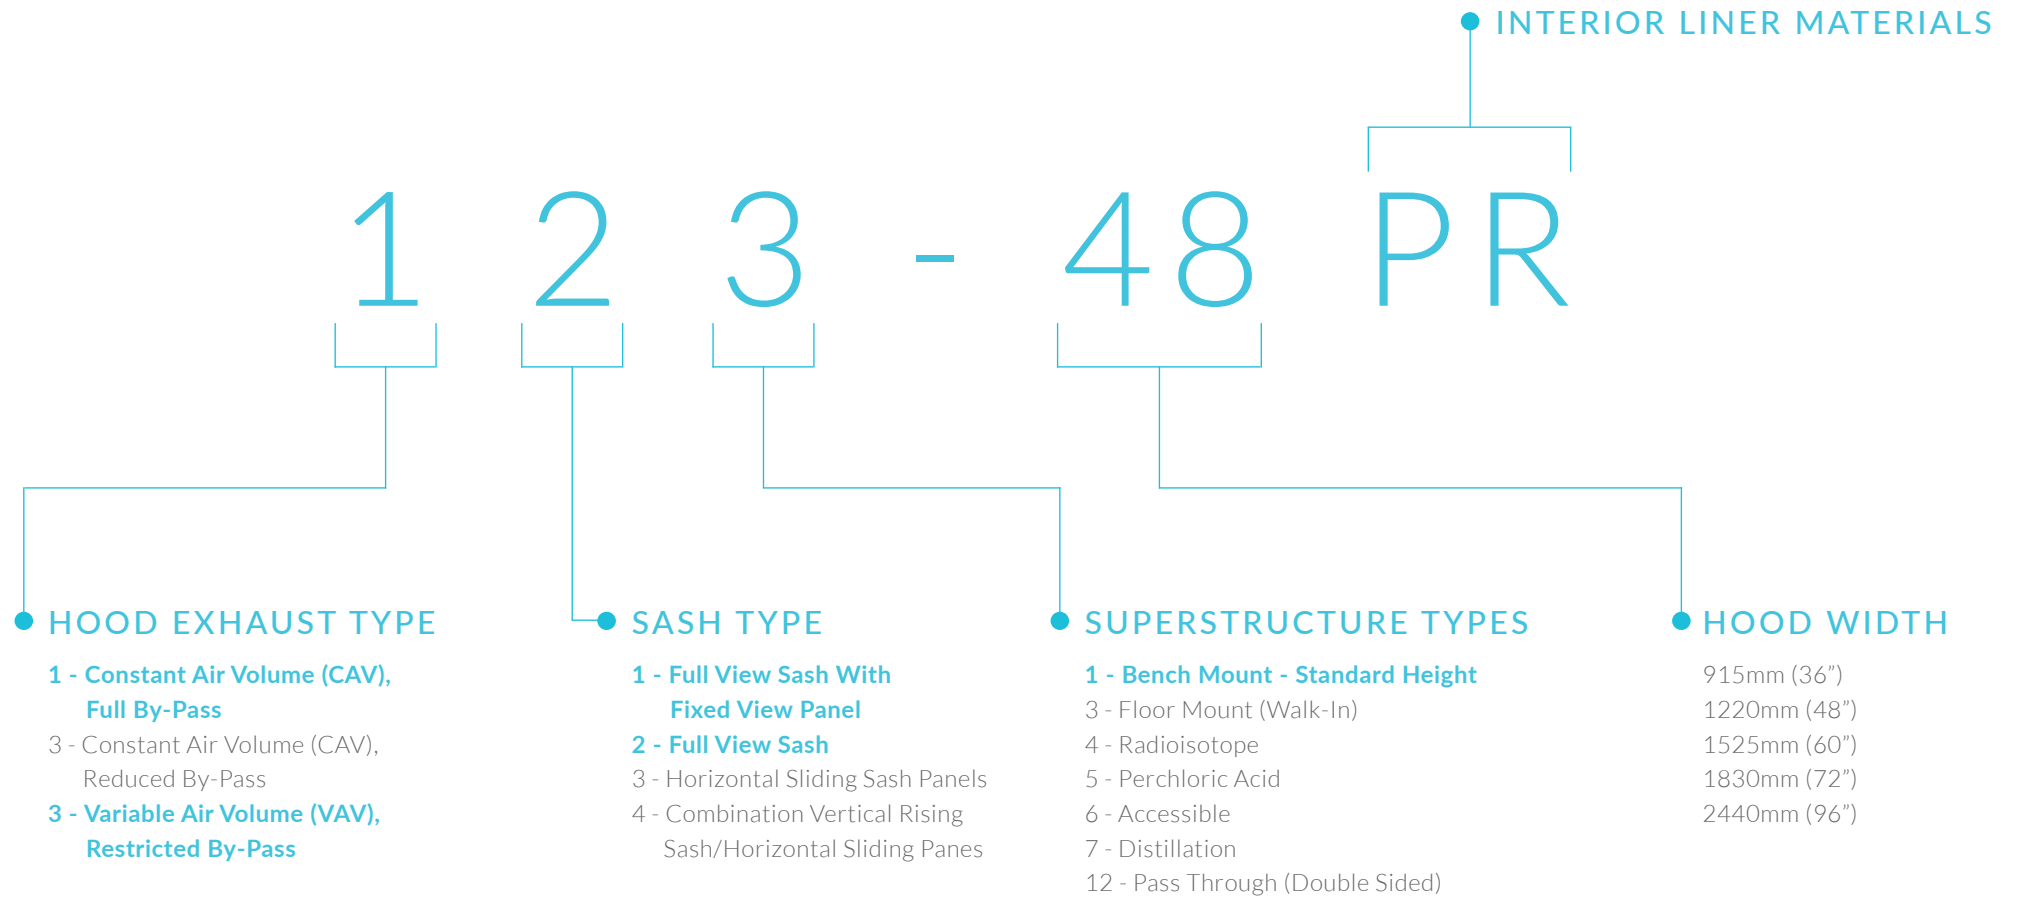 INTERIOR LINER MATERIALS
1 2 3 - 48 PR
HOOD EXHAUST TYPE
1 - Constant Air Volume (CAV),
Full By-Pass
3 - Constant Air Volume (CAV),
Reduced By-Pass
3 - Variable Air Volume (VAV),
Restricted By-Pass
SASH TYPE
1 - Full View Sash With
Fixed View Panel
2 - Full View Sash
3 - Horizontal Sliding Sash Panels
4 - Combination Vertical Rising
Sash/Horizontal Sliding Panes
SUPERSTRUCTURE TYPES
1 - Bench Mount - Standard Height
3 - Floor Mount (Walk-In)
4 - Radioisotope
5 - Perchloric Acid
6 - Accessible
7 - Distillation
12 - Pass Through (Double Sided)
HOOD WIDTH
915mm (36”)
1220mm (48”)
1525mm (60”)
1830mm (72”)
2440mm (96”)